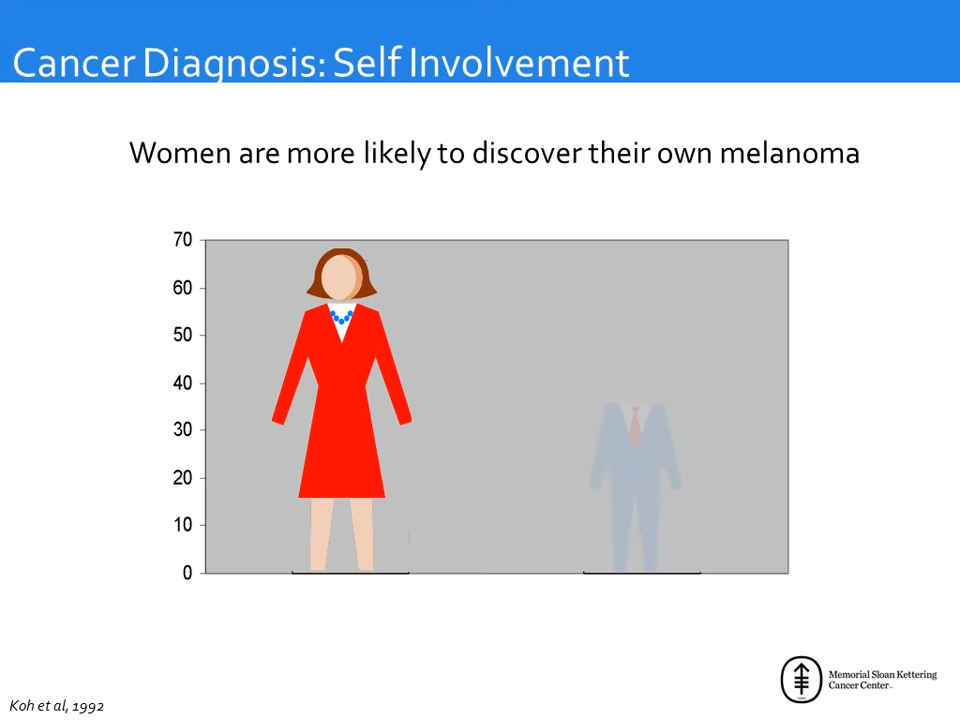 Cancer Diagnosis: Self Involvement
Women are more likely to discover their own melanoma
70
60
50
40
30
20
10
0
Memorial Sloan Kettering
Cancer Center
Koh et al, 1992